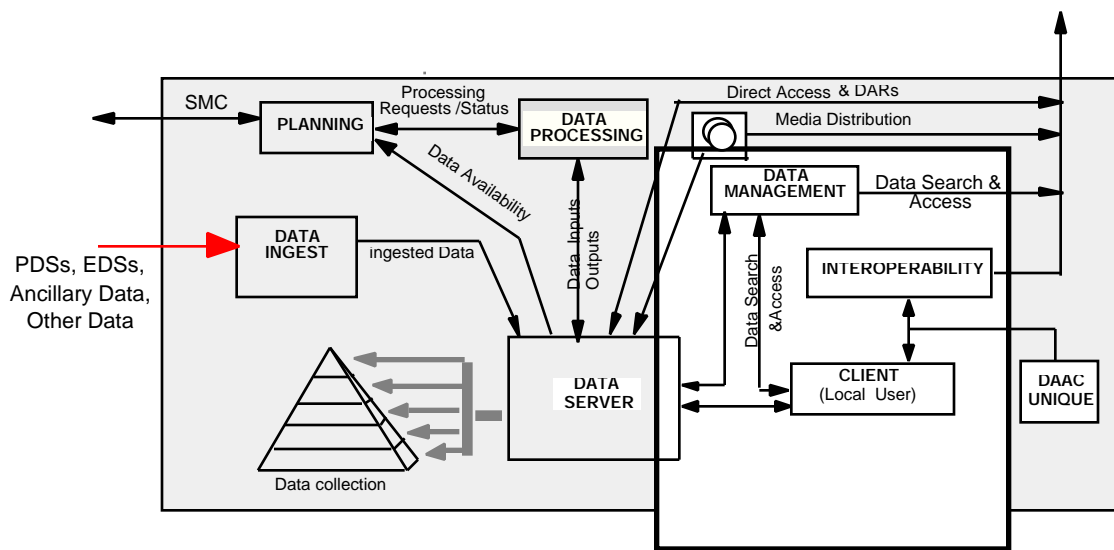 SMC
PLANNING
Processing
Requests /Status
DATA
PROCESSING
Direct Access & DARs
Media Distribution
Data Availability
DATA
MANAGEMENT
Data Search &
Access
DATA
INGEST
ingested Data
Data Inputs
Outputs
PDSs, EDSs,
Ancillary Data,
Other Data
INTEROPERABILITY
Data Search
&Access
DATA
SERVER
CLIENT
(Local User)
DAAC
UNIQUE
Data collection